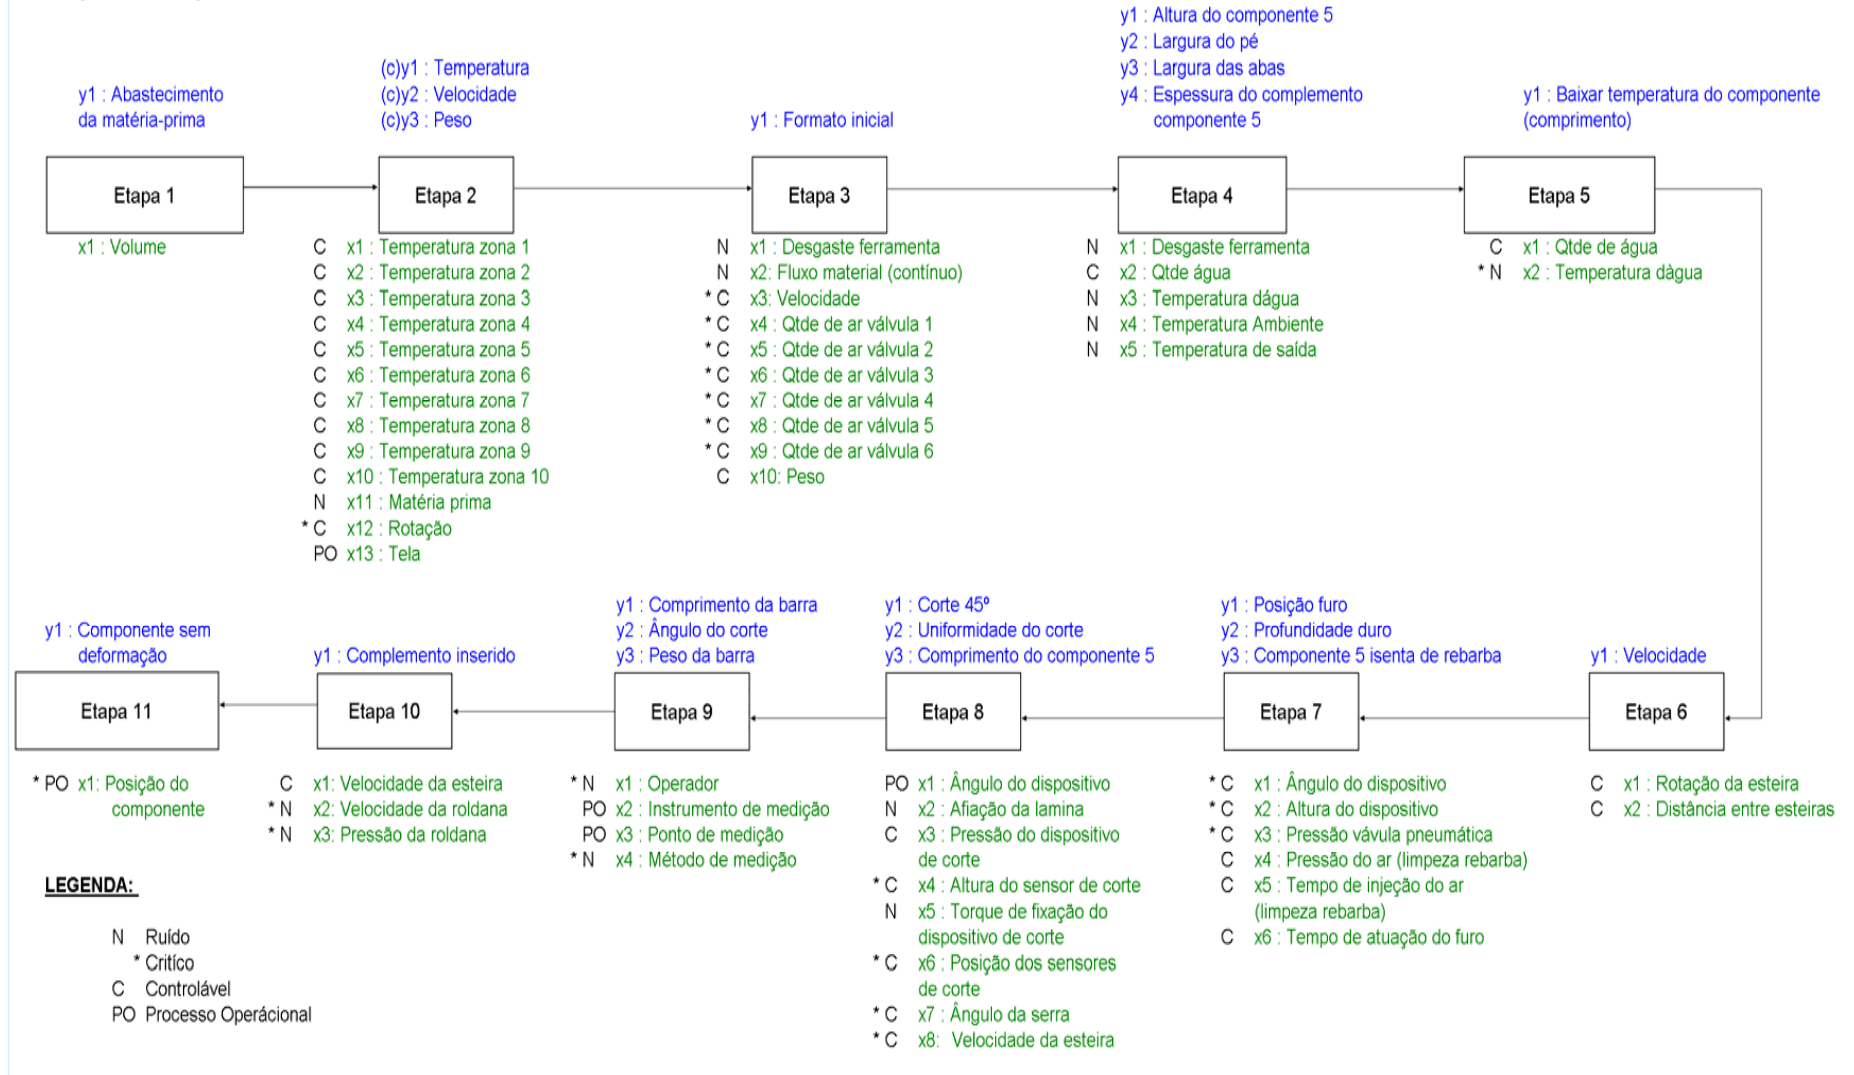 y1 : Abastecimento
da matéria-prima
(c)y1 : Temperatura
(c)y2 : Velocidade
(c)y3 : Peso
y1 : Formato inicial
y1 : Altura do componente 5
y2 : Largura do pé
y3 : Largura das abas
y4 : Espessura do complemento
componente 5
y1 : Baixar temperatura do componente
(comprimento)
Etapa 1
Etapa 2
Etapa 3
Etapa 4
Etapa 5
x1 : Volume
C x1 : Temperatura zona 1
C x2 : Temperatura zona 2
C x3 : Temperatura zona 3
C x4 : Temperatura zona 4
C x5 : Temperatura zona 5
C x6 : Temperatura zona 6
C x7 : Temperatura zona 7
C x8 : Temperatura zona 8
C x9 : Temperatura zona 9
C x10 : Temperatura zona 10
N x11 : Matéria prima
* C x12 : Rotação
PO x13 : Tela
N x1 : Desgaste ferramenta
N x2: Fluxo material (contínuo)
* C x3: Velocidade
* C x4 : Qtde de ar válvula 1
* C x5 : Qtde de ar válvula 2
* C x6 : Qtde de ar válvula 3
* C x7 : Qtde de ar válvula 4
* C x8 : Qtde de ar válvula 5
* C x9 : Qtde de ar válvula 6
C x10: Peso
N x1 : Desgaste ferramenta
C x2 : Qtde água
N x3 : Temperatura dágua
N x4 : Temperatura Ambiente
N x5 : Temperatura de saída
C x1 : Qtde de água
* N x2 : Temperatura dàgua
y1 : Componente sem
deformação
y1 : Complemento inserido
y1 : Comprimento da barra
y2 : Ângulo do corte
y3 : Peso da barra
y1 : Corte 45º
y2 : Uniformidade do corte
y3 : Comprimento do componente 5
y1 : Posição furo
y2 : Profundidade duro
y3 : Componente 5 isenta de rebarba
y1 : Velocidade
Etapa 11
Etapa 10
Etapa 9
Etapa 8
Etapa 7
Etapa 6
* PO x1: Posição do
componente
C x1: Velocidade da esteira
* N x2: Velocidade da roldana
* N x3: Pressão da roldana
* N x1 : Operador
PO x2 : Instrumento de medição
PO x3 : Ponto de medição
* N x4 : Método de medição
PO x1 : Ângulo do dispositivo
N x2 : Afiação da lamina
C x3 : Pressão do dispositivo
de corte
* C x4 : Altura do sensor de corte
N x5 : Torque de fixação do
dispositivo de corte
* C x6 : Posição dos sensores
de corte
* C x7 : Ângulo da serra
* C x8: Velocidade da esteira
* C x1 : Ângulo do dispositivo
* C x2 : Altura do dispositivo
* C x3 : Pressão vávula pneumática
C x4 : Pressão do ar (limpeza rebarba)
C x5 : Tempo de injeção do ar
(limpeza rebarba)
C x6 : Tempo de atuação do furo
C x1 : Rotação da esteira
C x2 : Distância entre esteiras
LEGENDA:
N Ruído
* Critíco
C Controlável
PO Processo Operácional